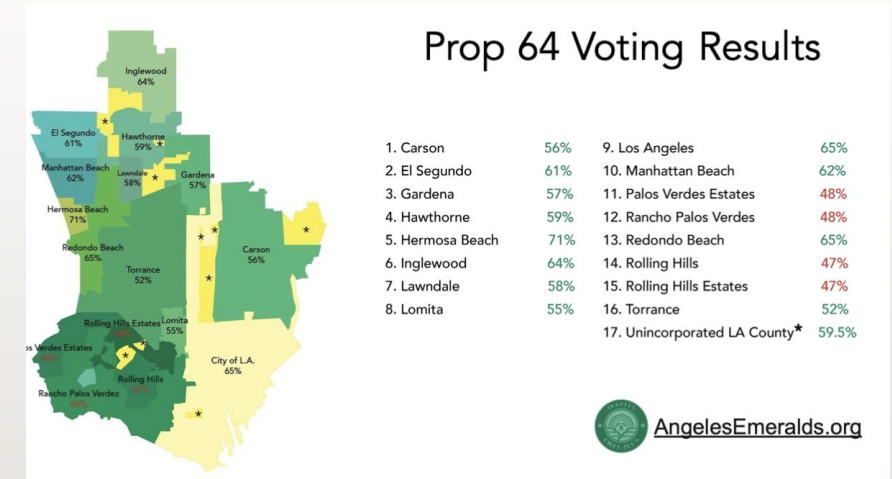 Prop 64 Voting Results
Inglewood
64%
El Segundo
61%
Hawthorne
59%
Manhattan Beach
62%
Lawndale
58%
Gardena
57%
Hermosa Beach
71%
Redondo Beach
65%
Torrance
52%
Carson
56%
Rolling Hills Estates
Lomita
55%
Verdes Estates
Rolling Hills
Rancho Palos Verdez
City of L.A.
65%
1. Carson 56%
2. El Segundo 61%
3. Gardena 57%
4. Hawthorne 59%
5. Hermosa Beach 71%
6. Inglewood 64%
7. Lawndale 58%
8. Lomita 55%
9. Los Angeles 65%
10. Manhattan Beach 62%
11. Palos Verdes Estates 48%
12. Rancho Palos Verdes 48%
13. Redondo Beach 65%
14. Rolling Hills 47%
15. Rolling Hills Estates 47%
16. Torrance 52%
17. Unincorporated LA County* 59.5%
AngelesEmeralds.org